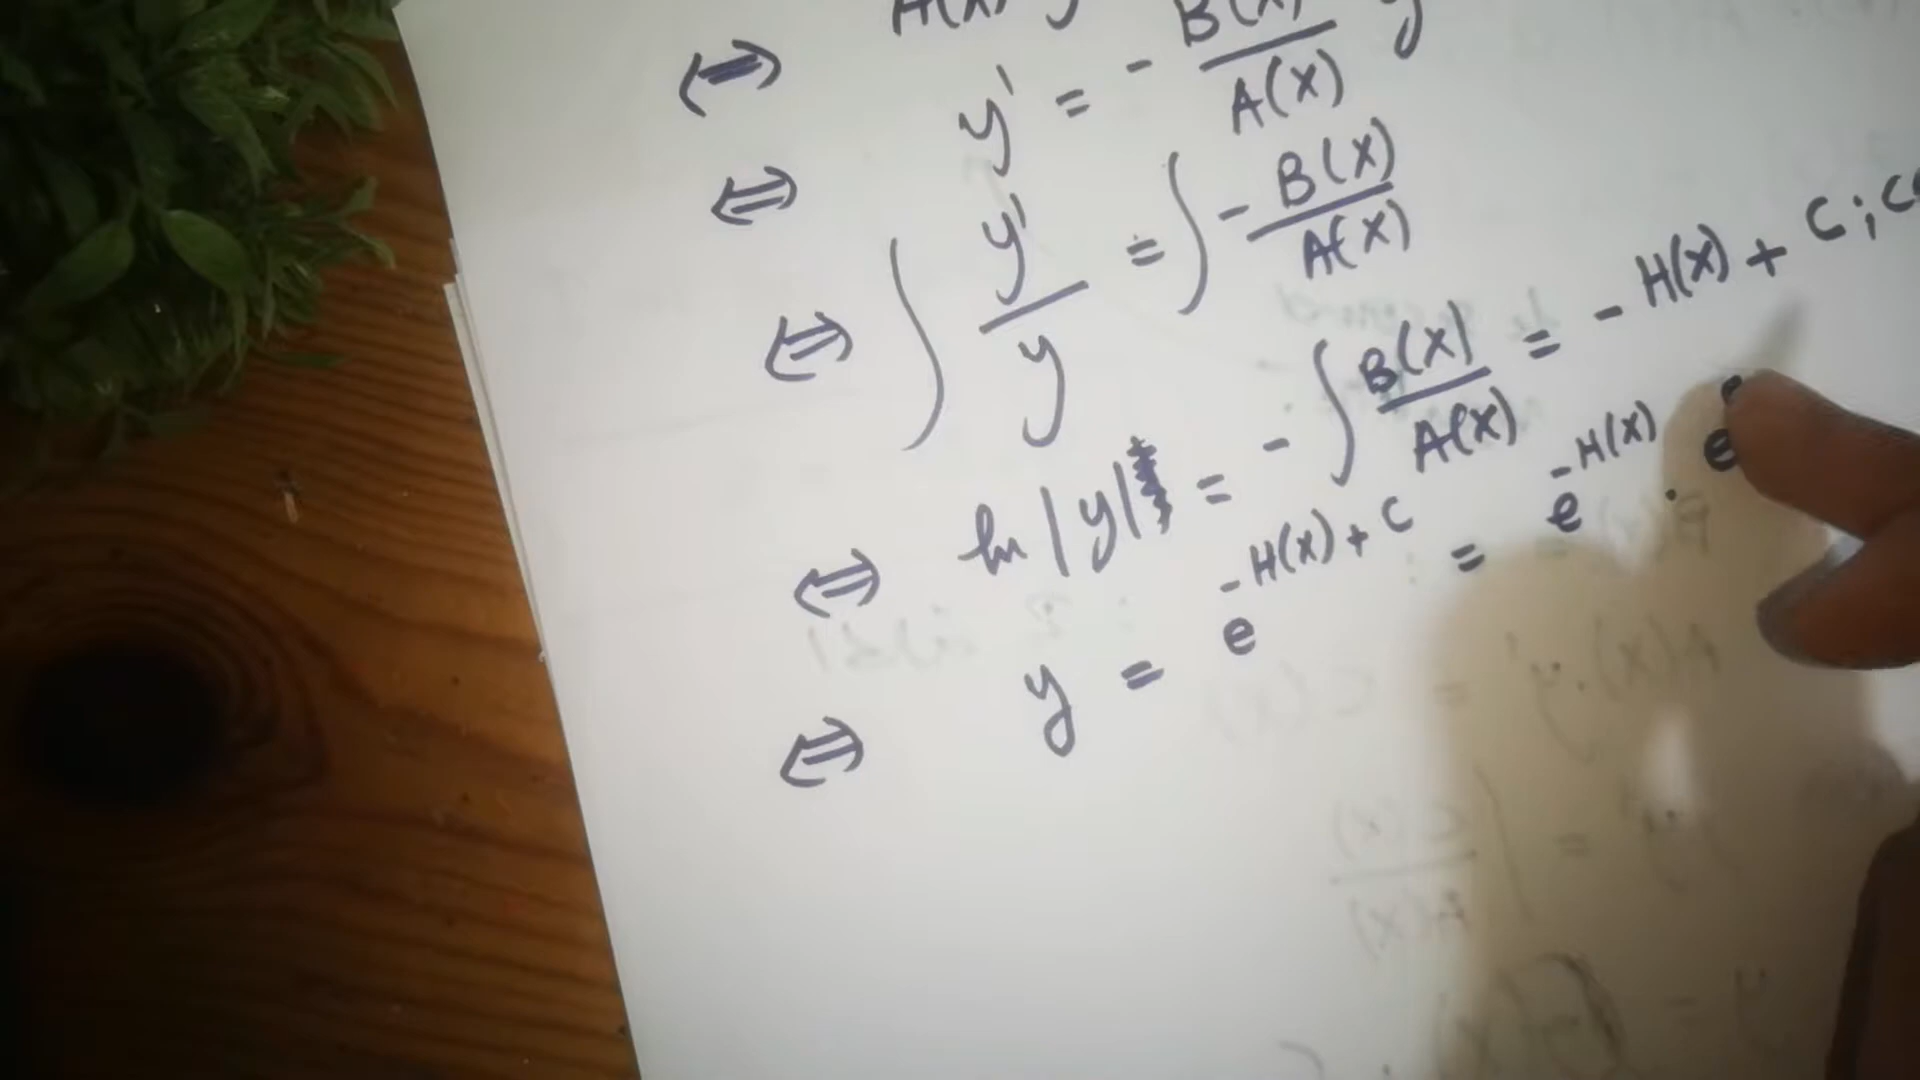 ⟺ A(x) y
⟺ y' = - B(x)/A(x) y
⟺ ∫ y'/y = ∫ - B(x)/A(x)
⟺ ln |y| = - ∫ B(x)/A(x) = - H(x) + C ; C
⟺ y = e^(-H(x) + C) = e^(-H(x)) . e